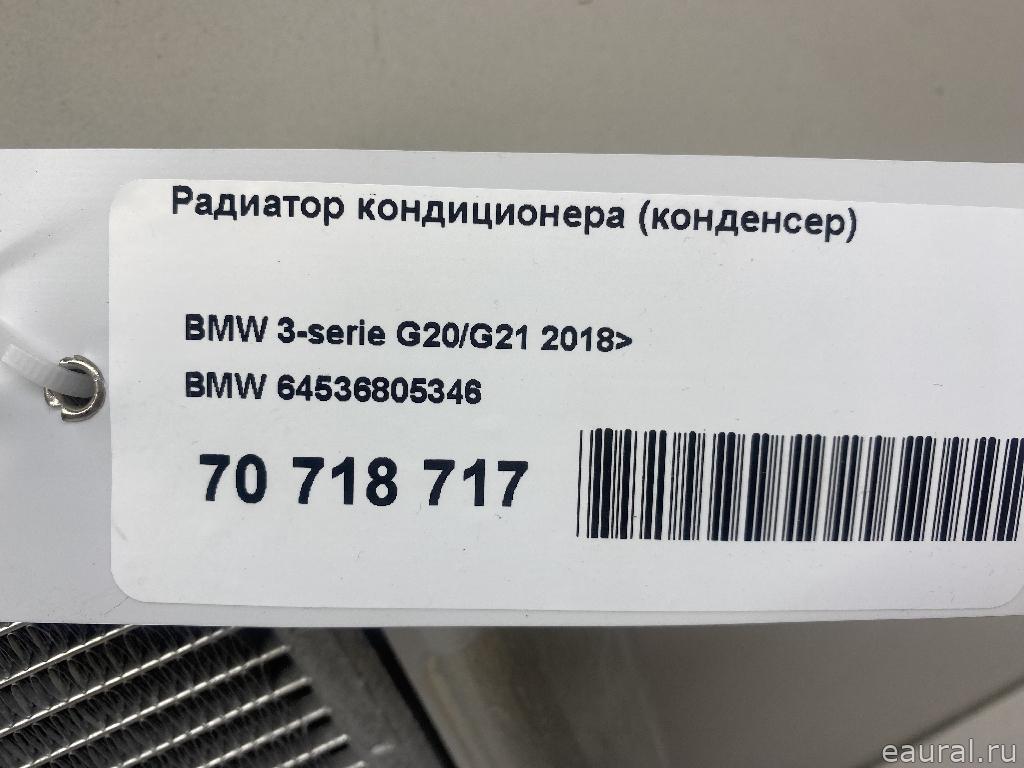 Радиатор кондиционера (конденсер)
BMW 3-serie G20/G21 2018>
BMW 64536805346
70 718 717
eaural.ru